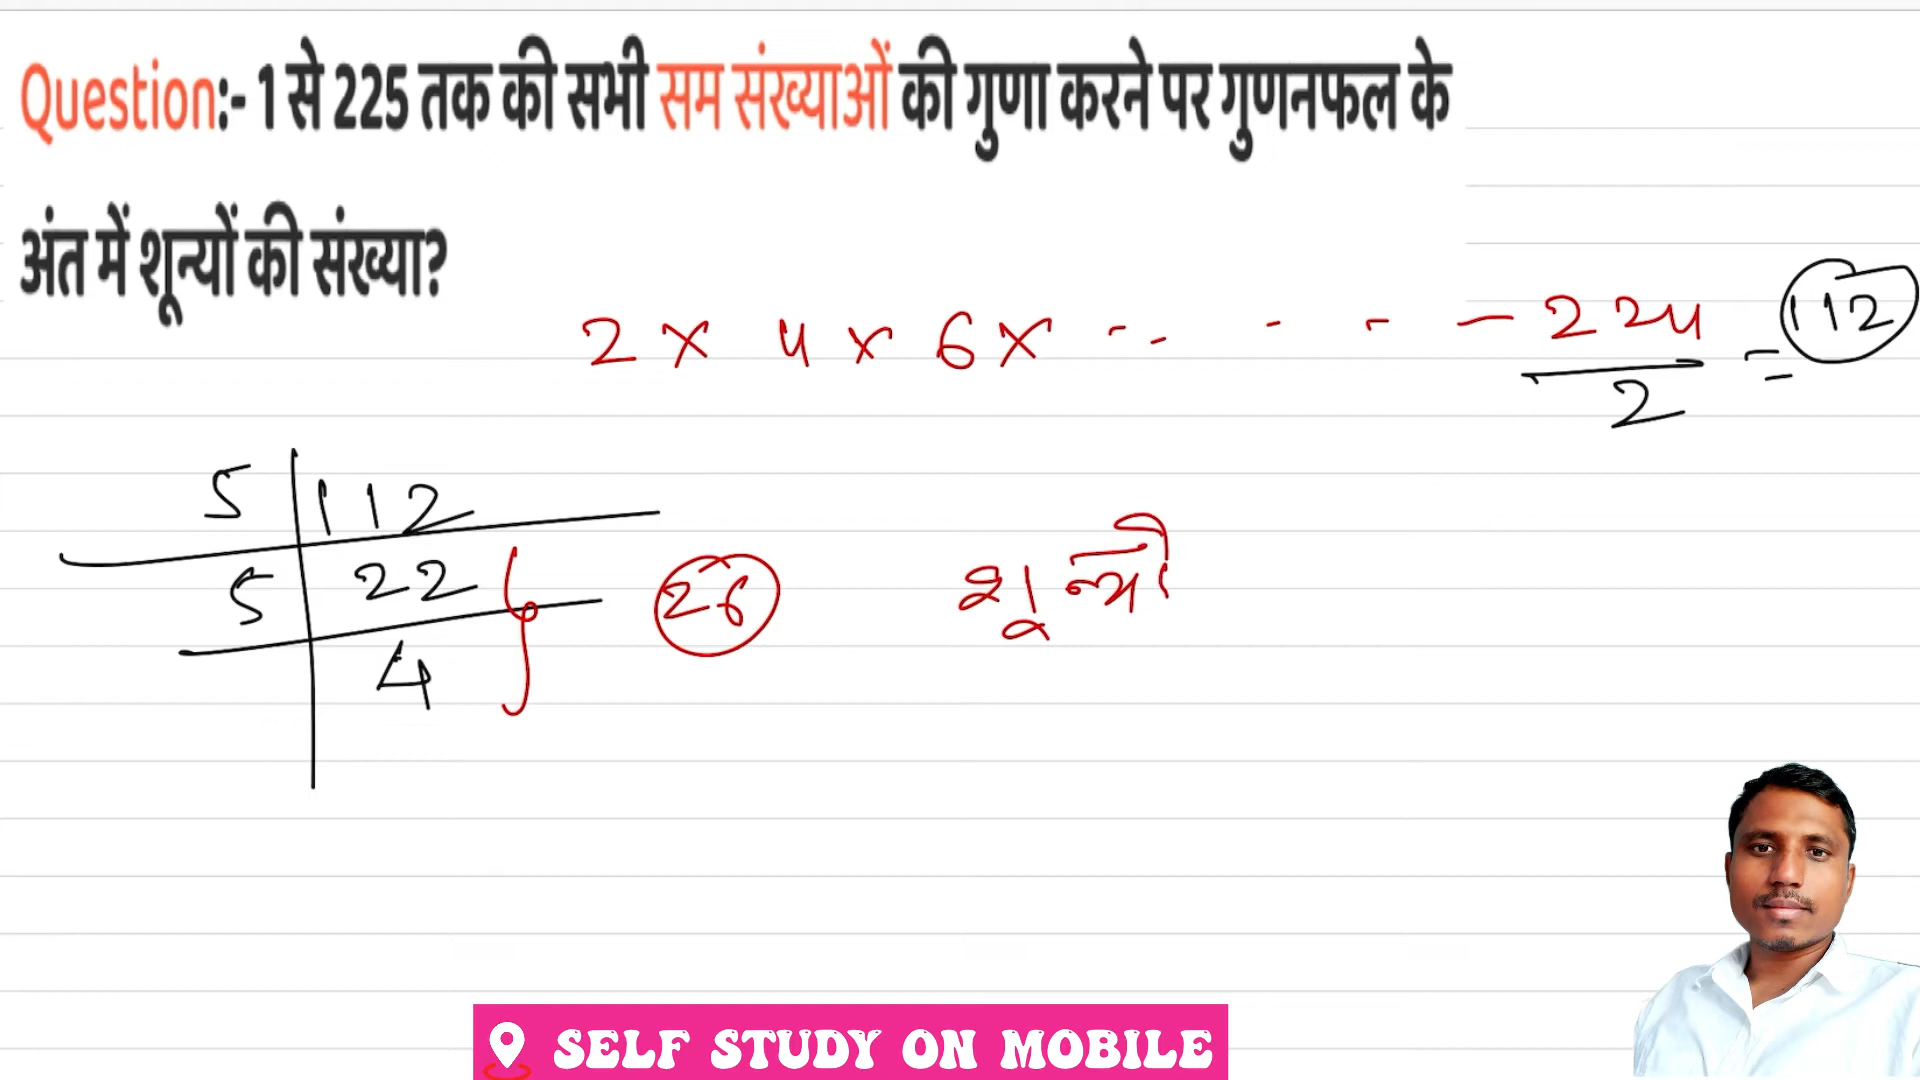 Question:- 1 से 225 तक की सभी सम संख्याओं की गुणा करने पर गुणनफल के
अंत में शून्यों की संख्या?
2 × 4 × 6 × -- - - - 224/2 = 112
5 | 112
5 | 22
4
26 शून्यो
SELF STUDY ON MOBILE